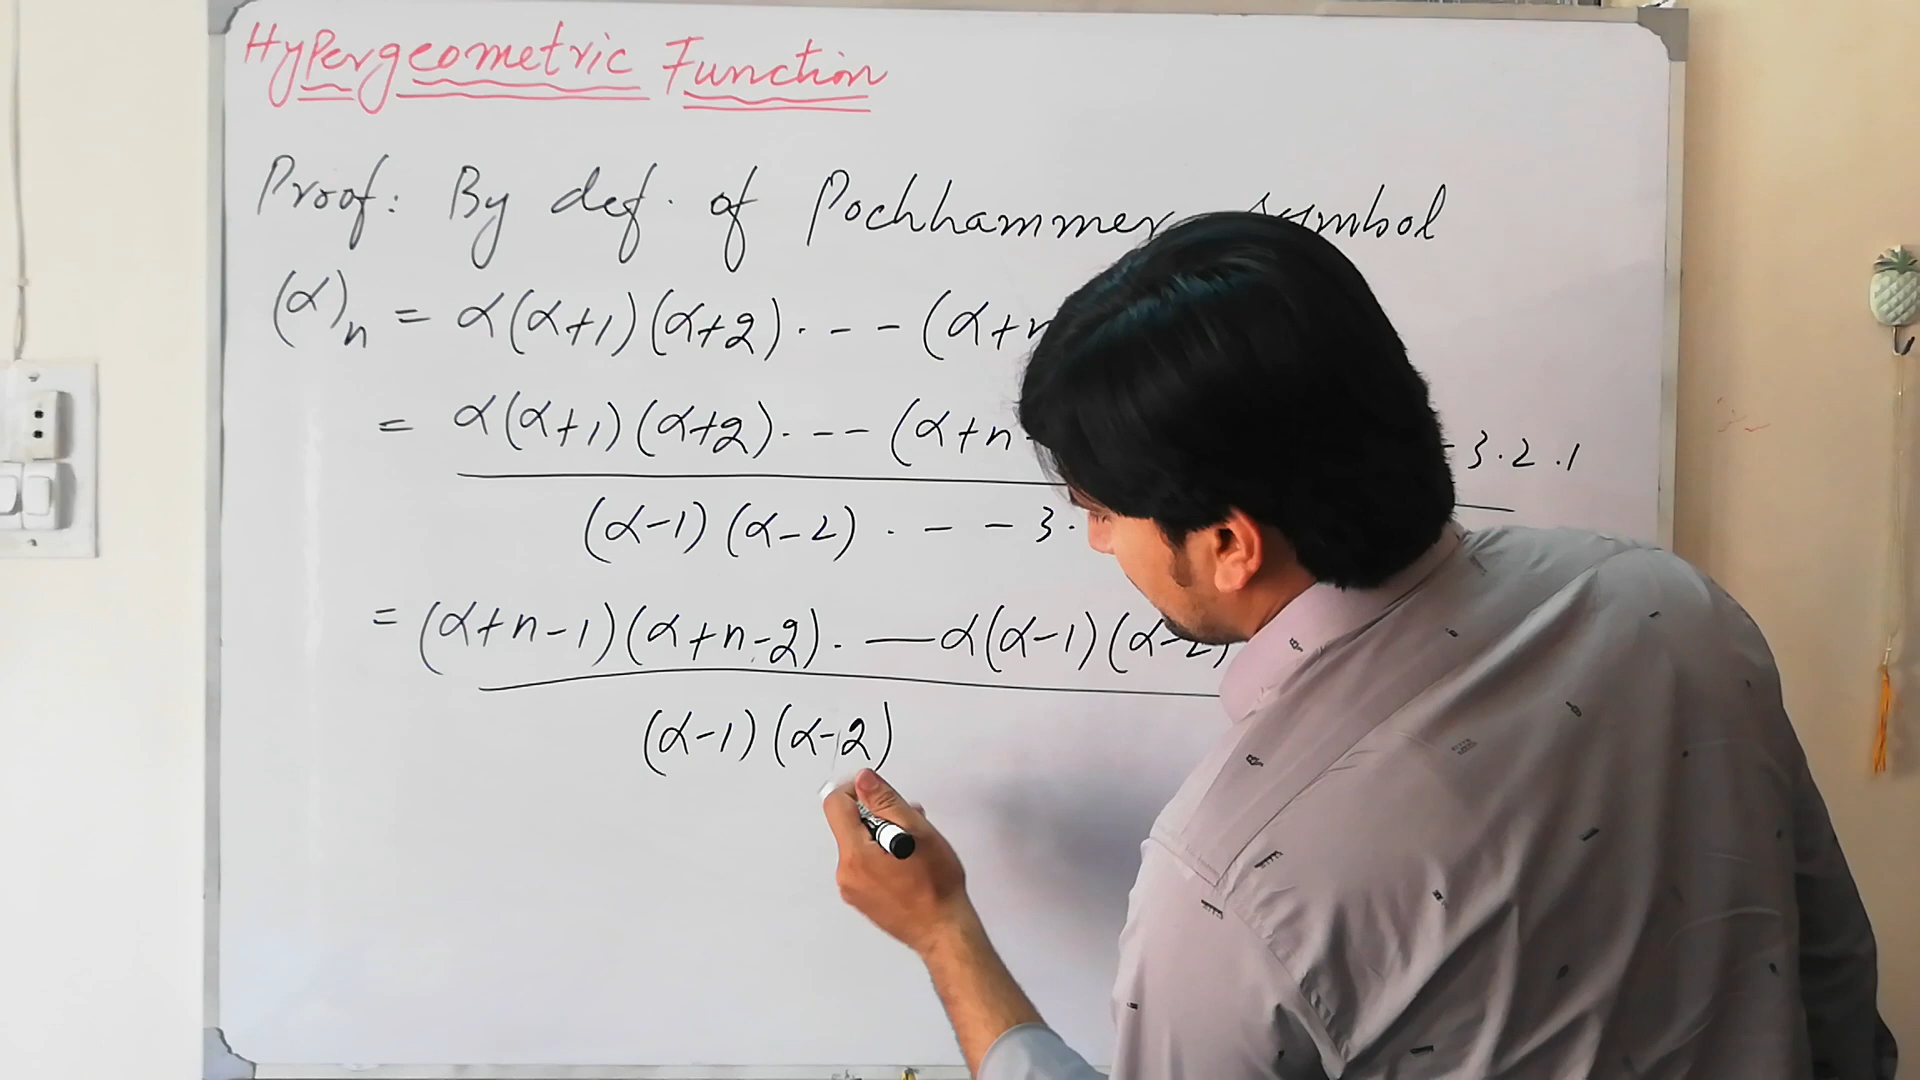 Hypergeometric Function
Proof: By def. of Pochhammer symbol
(α)n = α(α+1)(α+2). - - (α+n
= α(α+1)(α+2). - - (α+n - 3.2.1
(α-1)(α-2) . - - 3.
= (α+n-1)(α+n-2). — α(α-1)(α-2)
(α-1)(α-2)